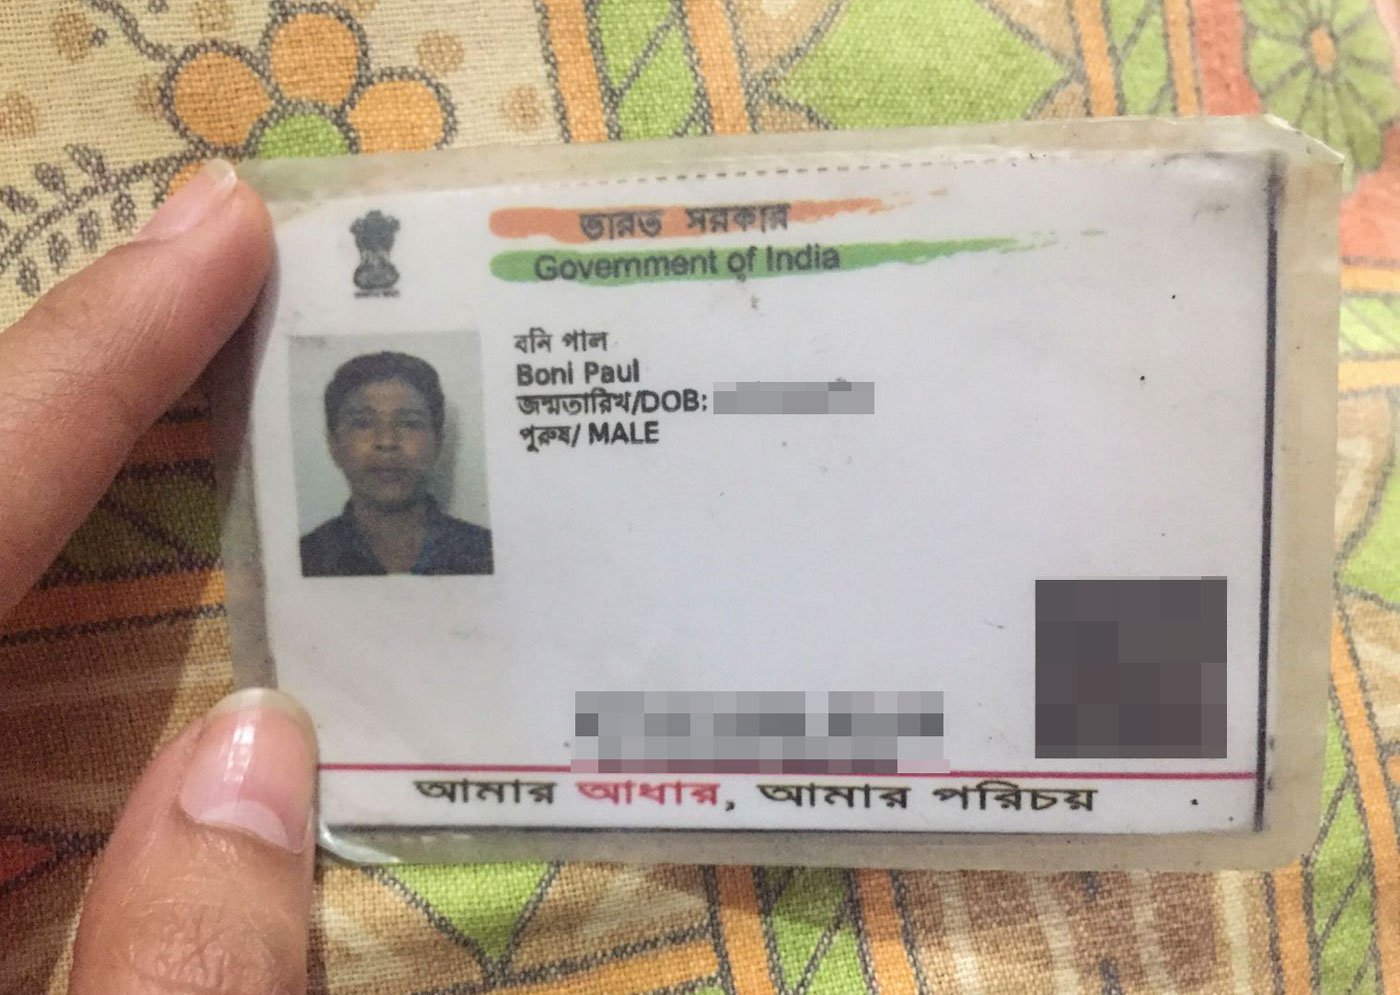 ভারত সরকার
Government of India
বনি পাল
Boni Paul
জন্মতারিখ/DOB:
পুরুষ/ MALE
আমার আধার, আমার পরিচয়